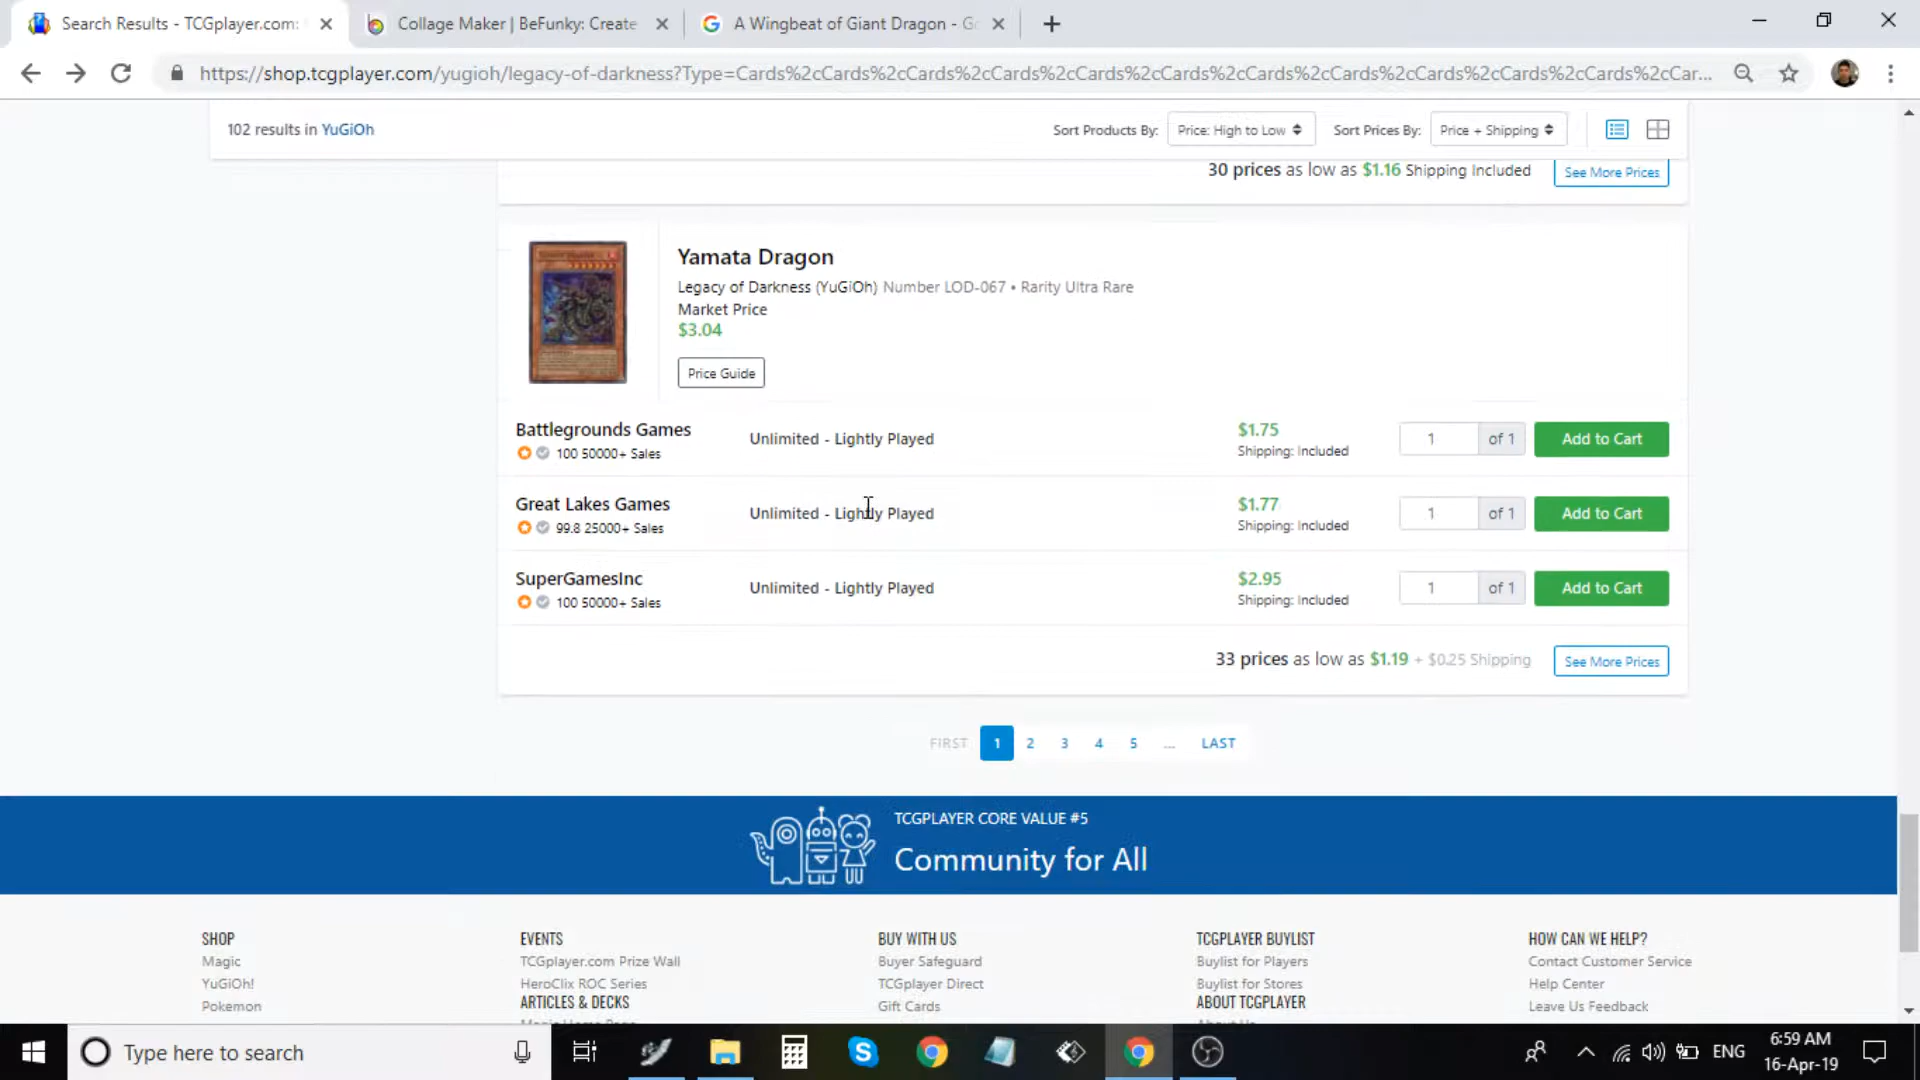 Search Results - TCGplayer.com:
Collage Maker | BeFunky: Create
A Wingbeat of Giant Dragon - Go
https://shop.tcgplayer.com/yugioh/legacy-of-darkness?Type=Cards%2cCards%2cCards%2cCards%2cCards%2cCards%2cCards%2cCards%2cCards%2cCards%2cCards%2cCards%2cCar...
102 results in YuGiOh
Sort Products By: Price: High to Low
Sort Prices By: Price + Shipping
30 prices as low as $1.16 Shipping Included
See More Prices
Yamata Dragon
Legacy of Darkness (YuGiOh) Number LOD-067 • Rarity Ultra Rare
Market Price
$3.04
Price Guide
Battlegrounds Games
100 50000+ Sales
Unlimited - Lightly Played
$1.75
Shipping: Included
1 of 1
Add to Cart
Great Lakes Games
99.8 25000+ Sales
Unlimited - Lightly Played
$1.77
Shipping: Included
1 of 1
Add to Cart
SuperGamesInc
100 50000+ Sales
Unlimited - Lightly Played
$2.95
Shipping: Included
1 of 1
Add to Cart
33 prices as low as $1.19 + $0.25 Shipping
See More Prices
FIRST 1 2 3 4 5 ... LAST
TCGPLAYER CORE VALUE #5
Community for All
SHOP
Magic
YuGiOh!
Pokemon
EVENTS
TCGplayer.com Prize Wall
HeroClix ROC Series
ARTICLES & DECKS
BUY WITH US
Buyer Safeguard
TCGplayer Direct
Gift Cards
TCGPLAYER BUYLIST
Buylist for Players
Buylist for Stores
ABOUT TCGPLAYER
HOW CAN WE HELP?
Contact Customer Service
Help Center
Leave Us Feedback
Type here to search
ENG
6:59 AM
16-Apr-19